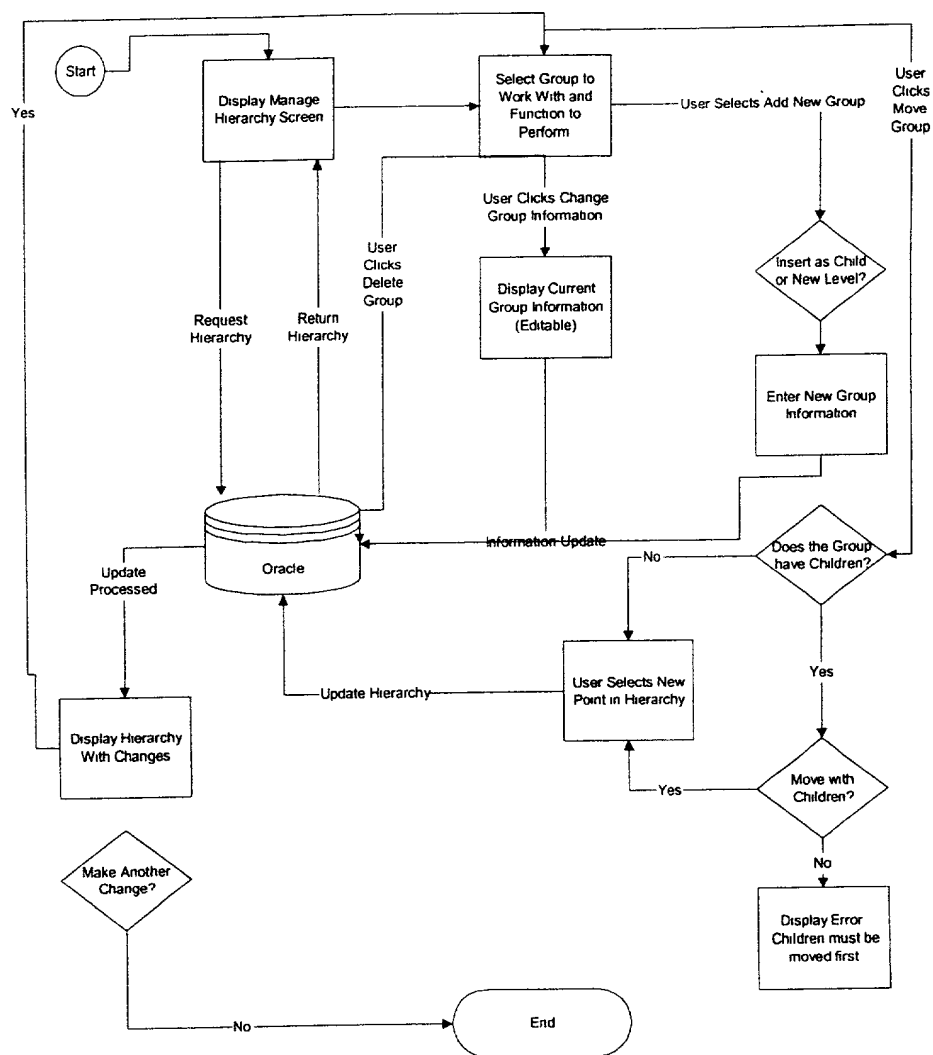 Start
Yes
Display Manage
Hierarchy Screen
Select Group to
Work With and
Function to
Perform
User Selects Add New Group
User
Clicks
Move
Group
User Clicks Change
Group Information
User
Clicks
Delete
Group
Insert as Child
or New Level?
Display Current
Group Information
(Editable)
Request
Hierarchy
Return
Hierarchy
Enter New Group
Information
Oracle
Information Update
Does the Group
have Children?
No
Update
Processed
Yes
User Selects New
Point in Hierarchy
Update Hierarchy
Display Hierarchy
With Changes
Move with
Children?
Yes
No
Make Another
Change?
Display Error
Children must be
moved first
No
End